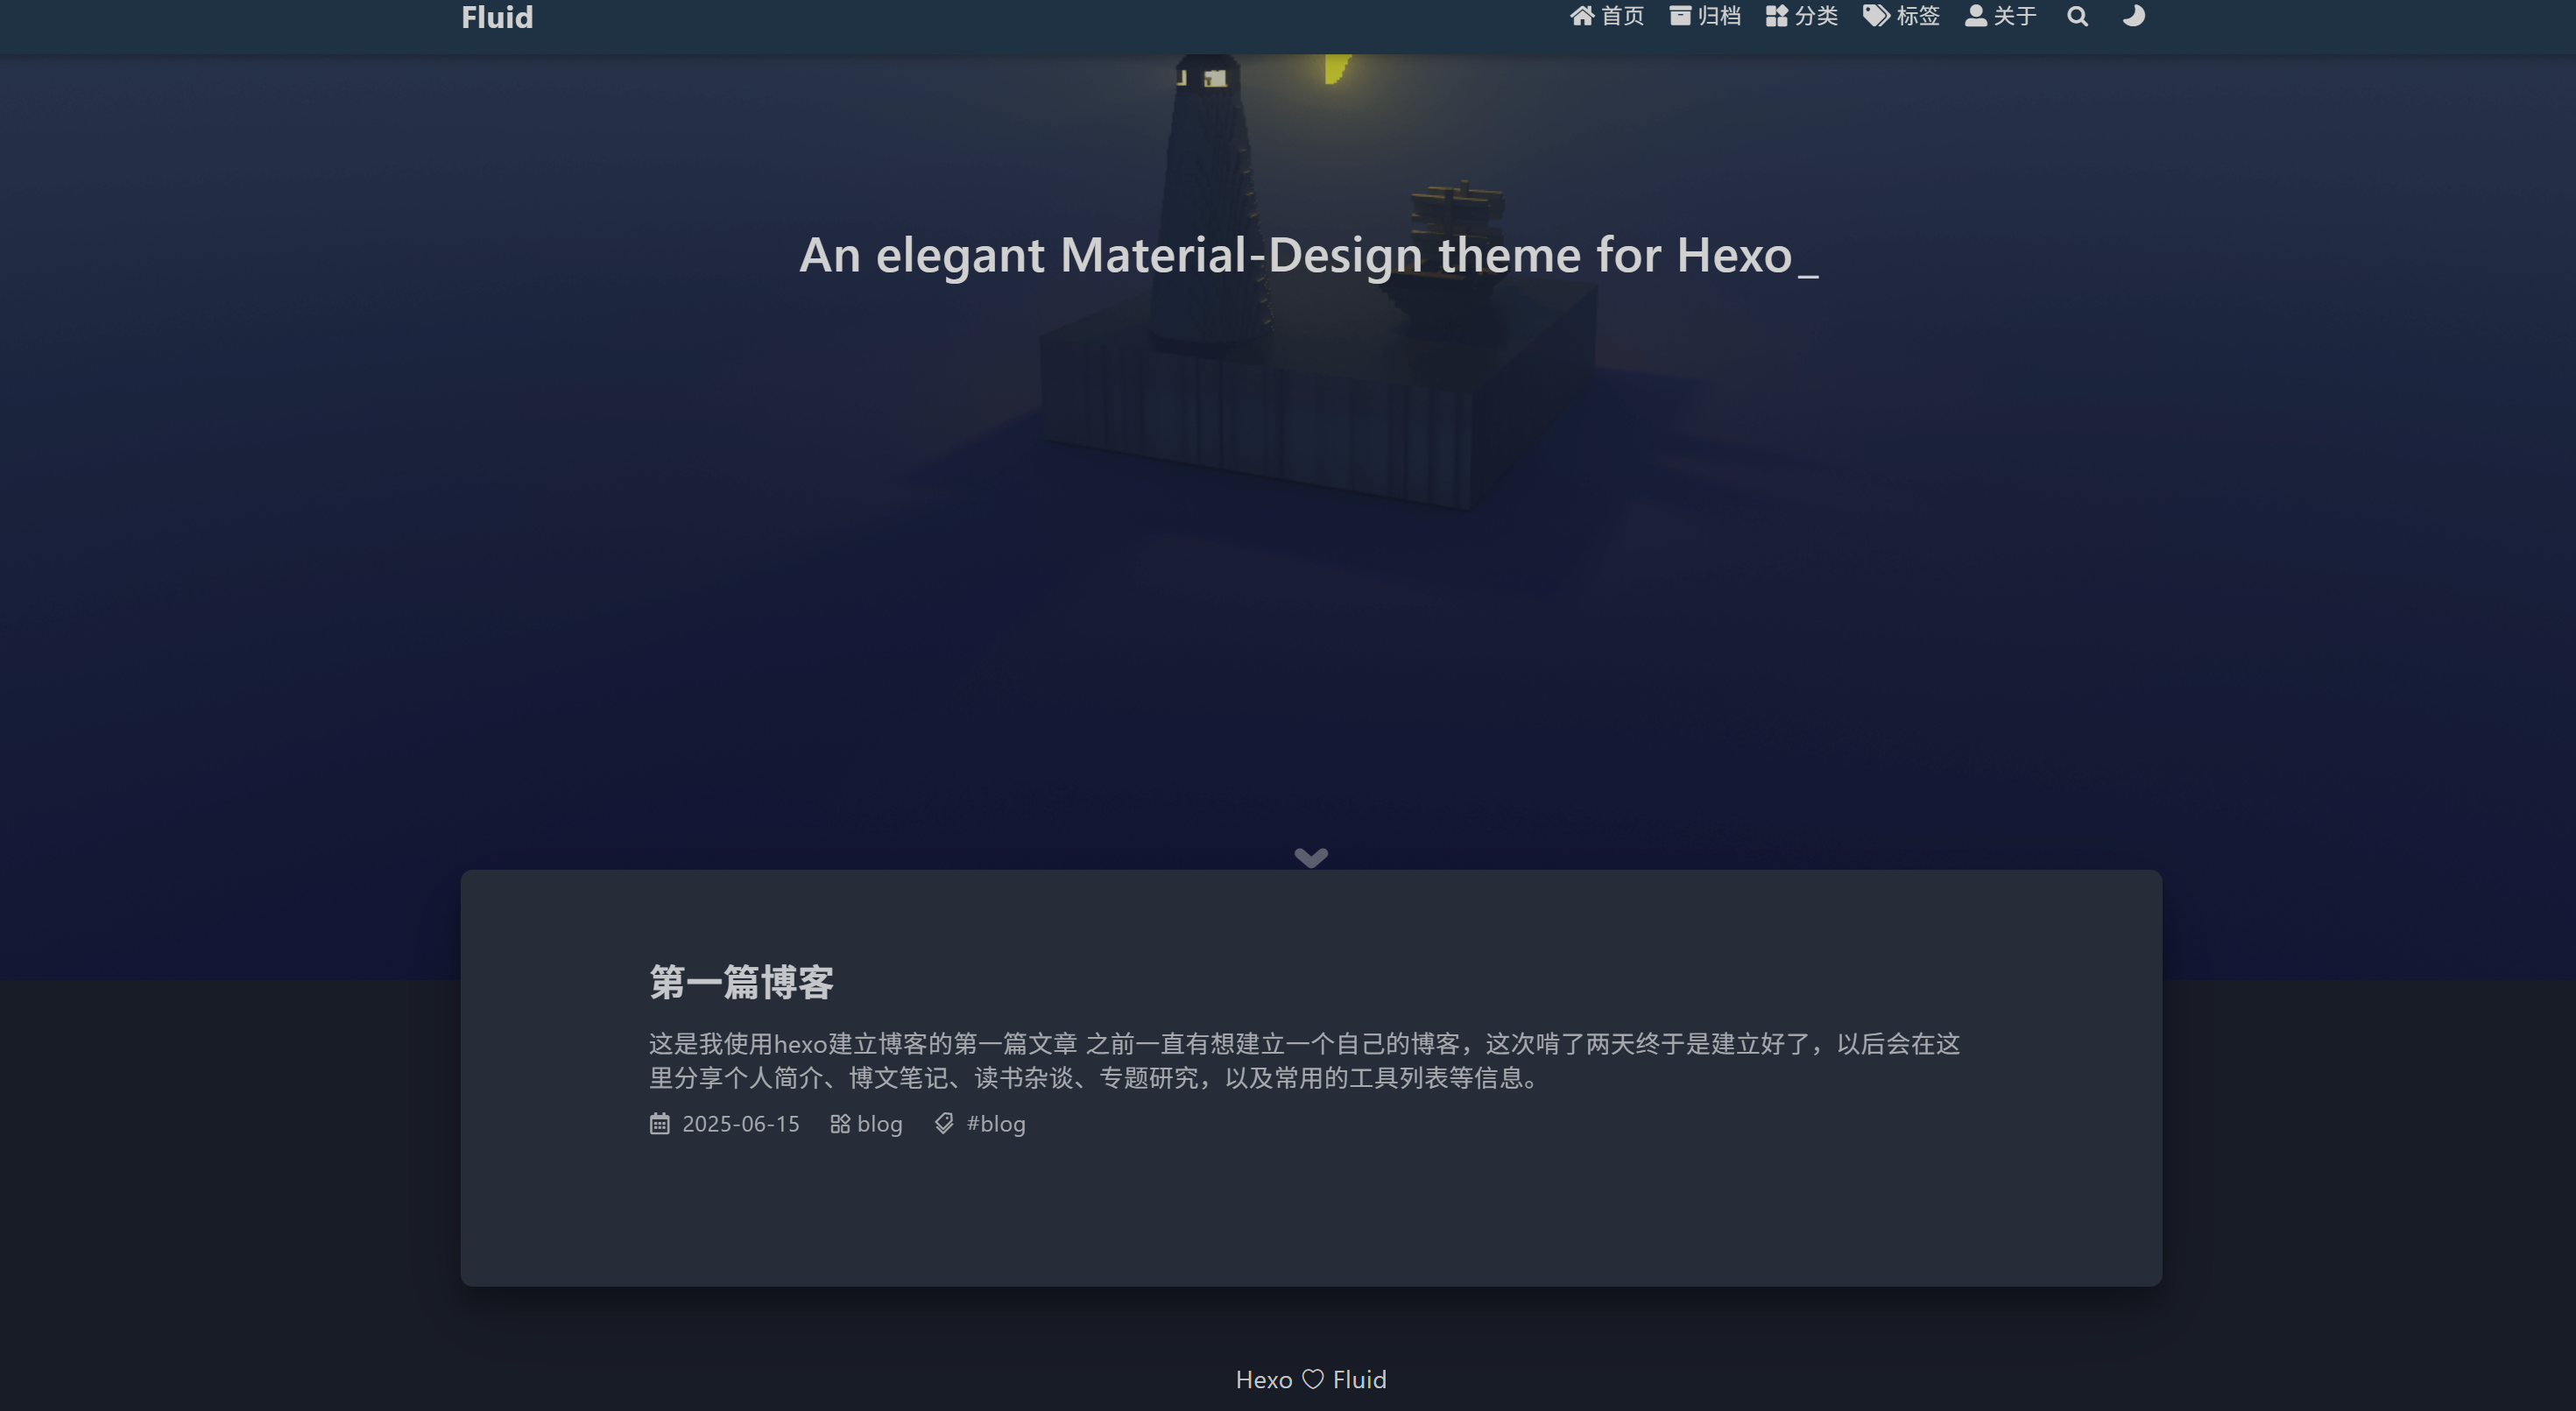 Fluid
首页 归档 分类 标签 关于
An elegant Material-Design theme for Hexo_
第一篇博客
这是我使用hexo建立博客的第一篇文章 之前一直有想建立一个自己的博客，这次啃了两天终于是建立好了，以后会在这
里分享个人简介、博文笔记、读书杂谈、专题研究，以及常用的工具列表等信息。
2025-06-15 blog #blog
Hexo ♡ Fluid